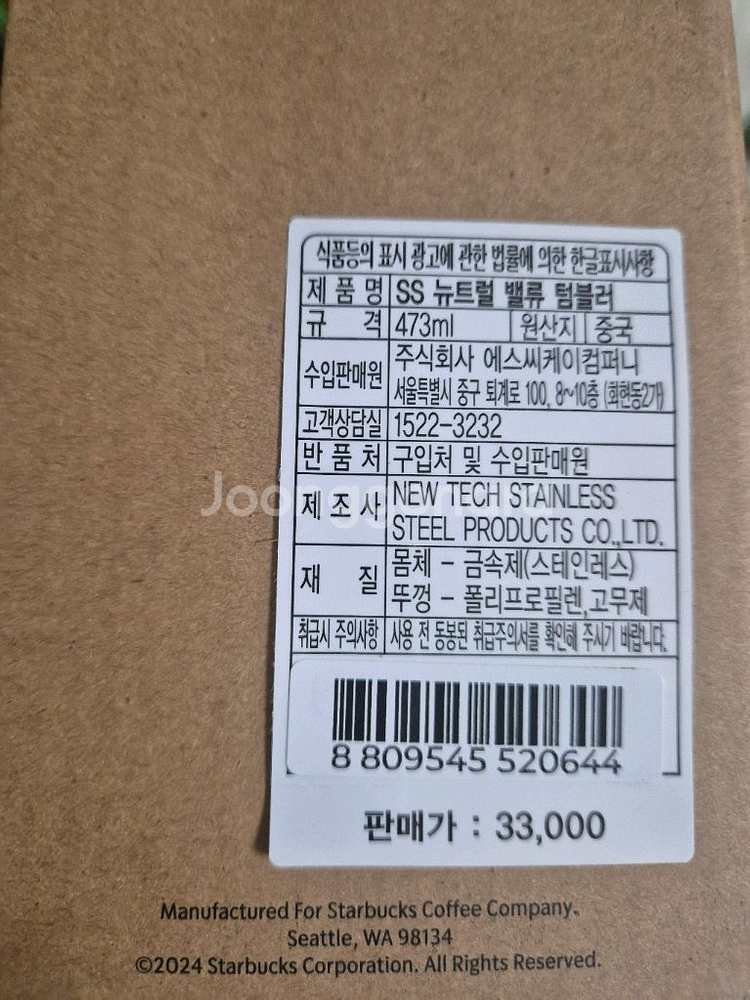 식품등의 표시 광고에 관한 법률에 의한 한글표시사항
제 품 명 SS 뉴트럴 밸류 텀블러
규 격 473ml 원산지 중국
수입판매원 주식회사 에스씨케이컴퍼니
서울특별시 중구 퇴계로 100, 8~10층 (회현동2가)
고객상담실 1522-3232
반 품 처 구입처 및 수입판매원
제 조 사 NEW TECH STAINLESS
STEEL PRODUCTS CO.,LTD.
재 질 몸체 - 금속제(스테인레스)
뚜껑 - 폴리프로필렌,고무제
취급시 주의사항 사용 전 동봉된 취급주의서를 확인해 주시기 바랍니다.
8 809545 520644
판매가 : 33,000
Manufactured For Starbucks Coffee Company.
Seattle, WA 98134
©2024 Starbucks Corporation. All Rights Reserved.